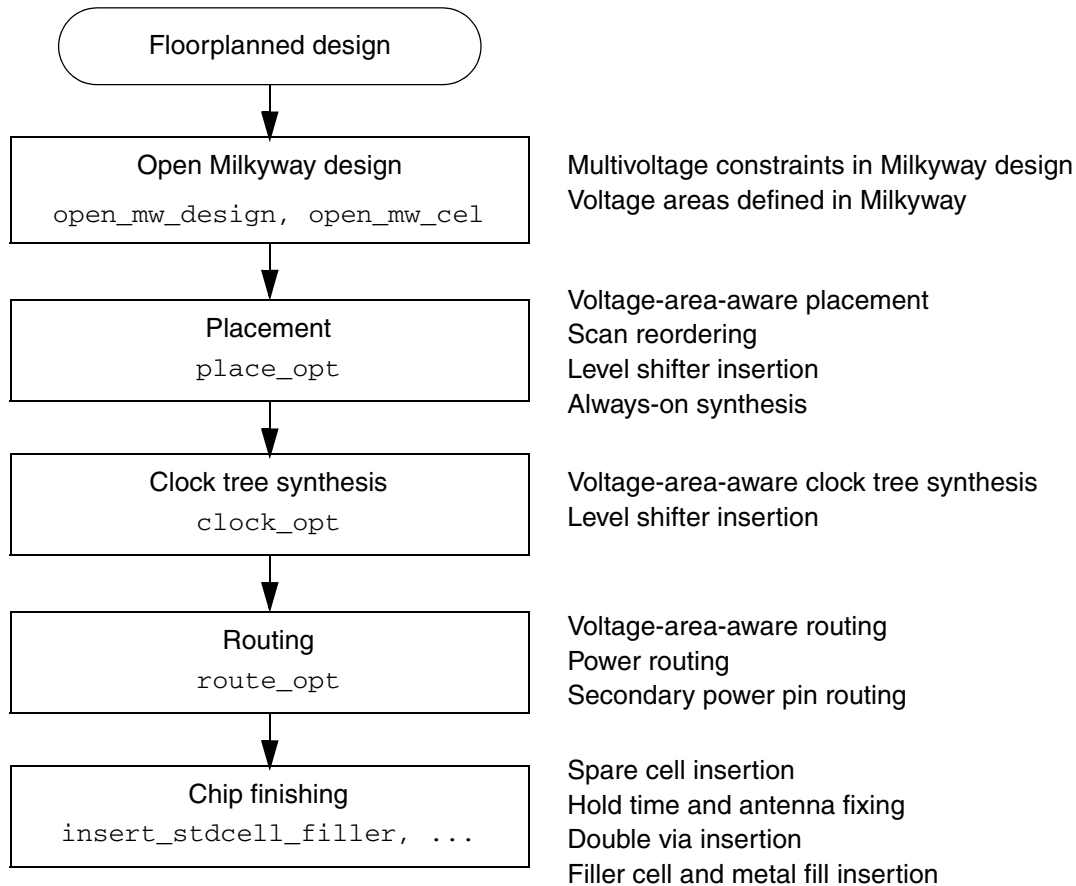 Floorplanned design
Open Milkyway design
open_mw_design, open_mw_cel
Multivoltage constraints in Milkyway design
Voltage areas defined in Milkyway
Placement
place_opt
Voltage-area-aware placement
Scan reordering
Level shifter insertion
Always-on synthesis
Clock tree synthesis
clock_opt
Voltage-area-aware clock tree synthesis
Level shifter insertion
Routing
route_opt
Voltage-area-aware routing
Power routing
Secondary power pin routing
Chip finishing
insert_stdcell_filler, ...
Spare cell insertion
Hold time and antenna fixing
Double via insertion
Filler cell and metal fill insertion